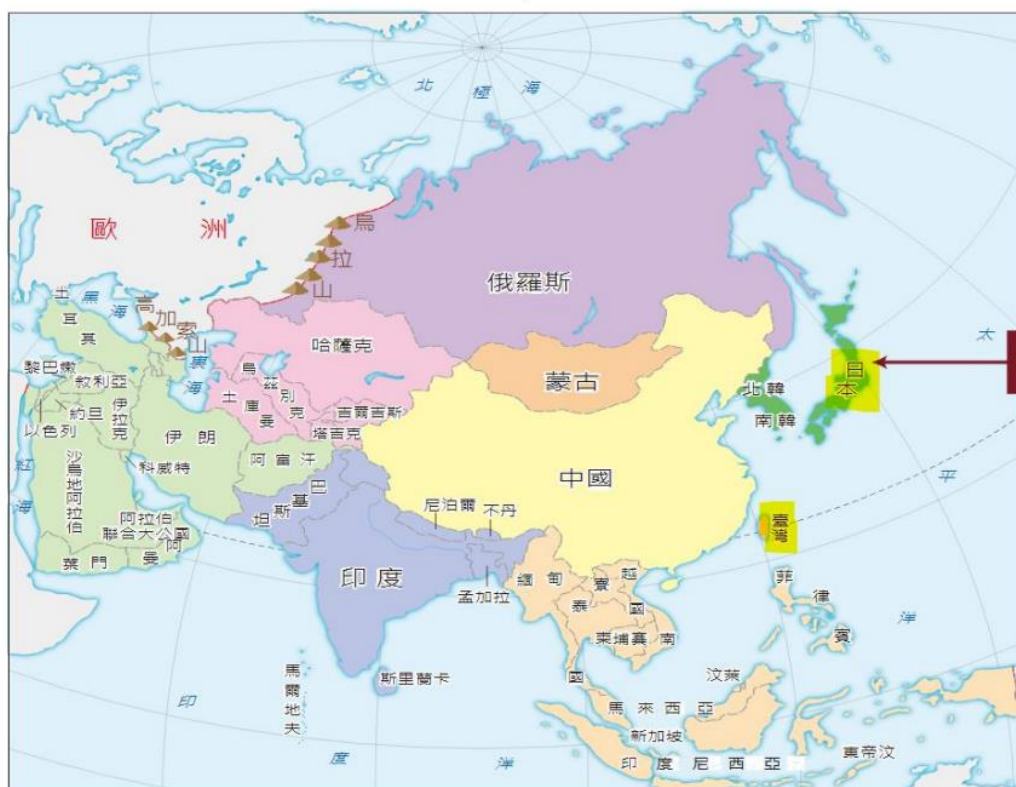 北極海
歐洲
烏拉山
俄羅斯
黑海
高加索山
裏海
土耳其
哈薩克
蒙古
太平洋
日本
北韓
南韓
黎巴嫩
敘利亞
烏茲別克
土庫曼
吉爾吉斯
塔吉克
約旦
伊拉克
以色列
伊朗
阿富汗
紅海
科威特
沙烏地阿拉伯
巴基斯坦
中國
尼泊爾
不丹
臺灣
阿拉伯
聯合大公國
阿曼
葉門
印度
孟加拉
緬甸
寮國
越南
泰國
柬埔寨
菲律賓
斯里蘭卡
馬爾地夫
汶萊
馬來西亞
新加坡
印度尼西亞
東帝汶
印度洋